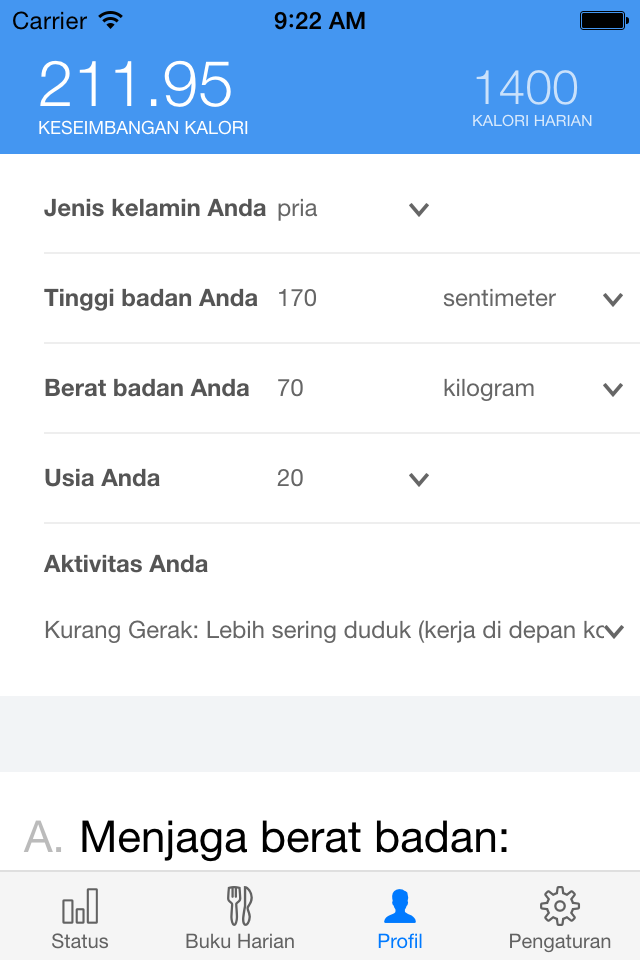 Carrier 9:22 AM
211.95 1400
KESEIMBANGAN KALORI KALORI HARIAN
Jenis kelamin Anda pria
Tinggi badan Anda 170 sentimeter
Berat badan Anda 70 kilogram
Usia Anda 20
Aktivitas Anda
Kurang Gerak: Lebih sering duduk (kerja di depan
A. Menjaga berat badan:
Status Buku Harian Profil Pengaturan